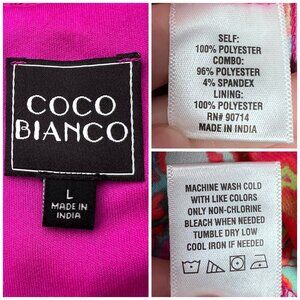 COCO
BIANCO
L
MADE IN
INDIA
SELF:
100% POLYESTER
COMBO:
96% POLYESTER
4% SPANDEX
LINING:
100% POLYESTER
RN# 90714
MADE IN INDIA
MACHINE WASH COLD
WITH LIKE COLORS
ONLY NON-CHLORINE
BLEACH WHEN NEEDED
TUMBLE DRY LOW
COOL IRON IF NEEDED